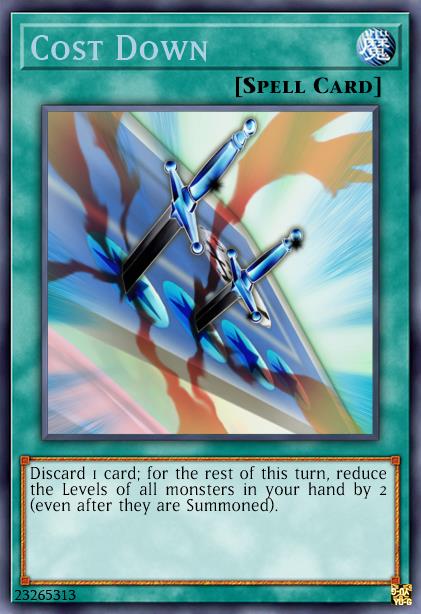 Cost Down
魔
[Spell Card]
Discard 1 card; for the rest of this turn, reduce
the Levels of all monsters in your hand by 2
(even after they are Summoned).
23265313